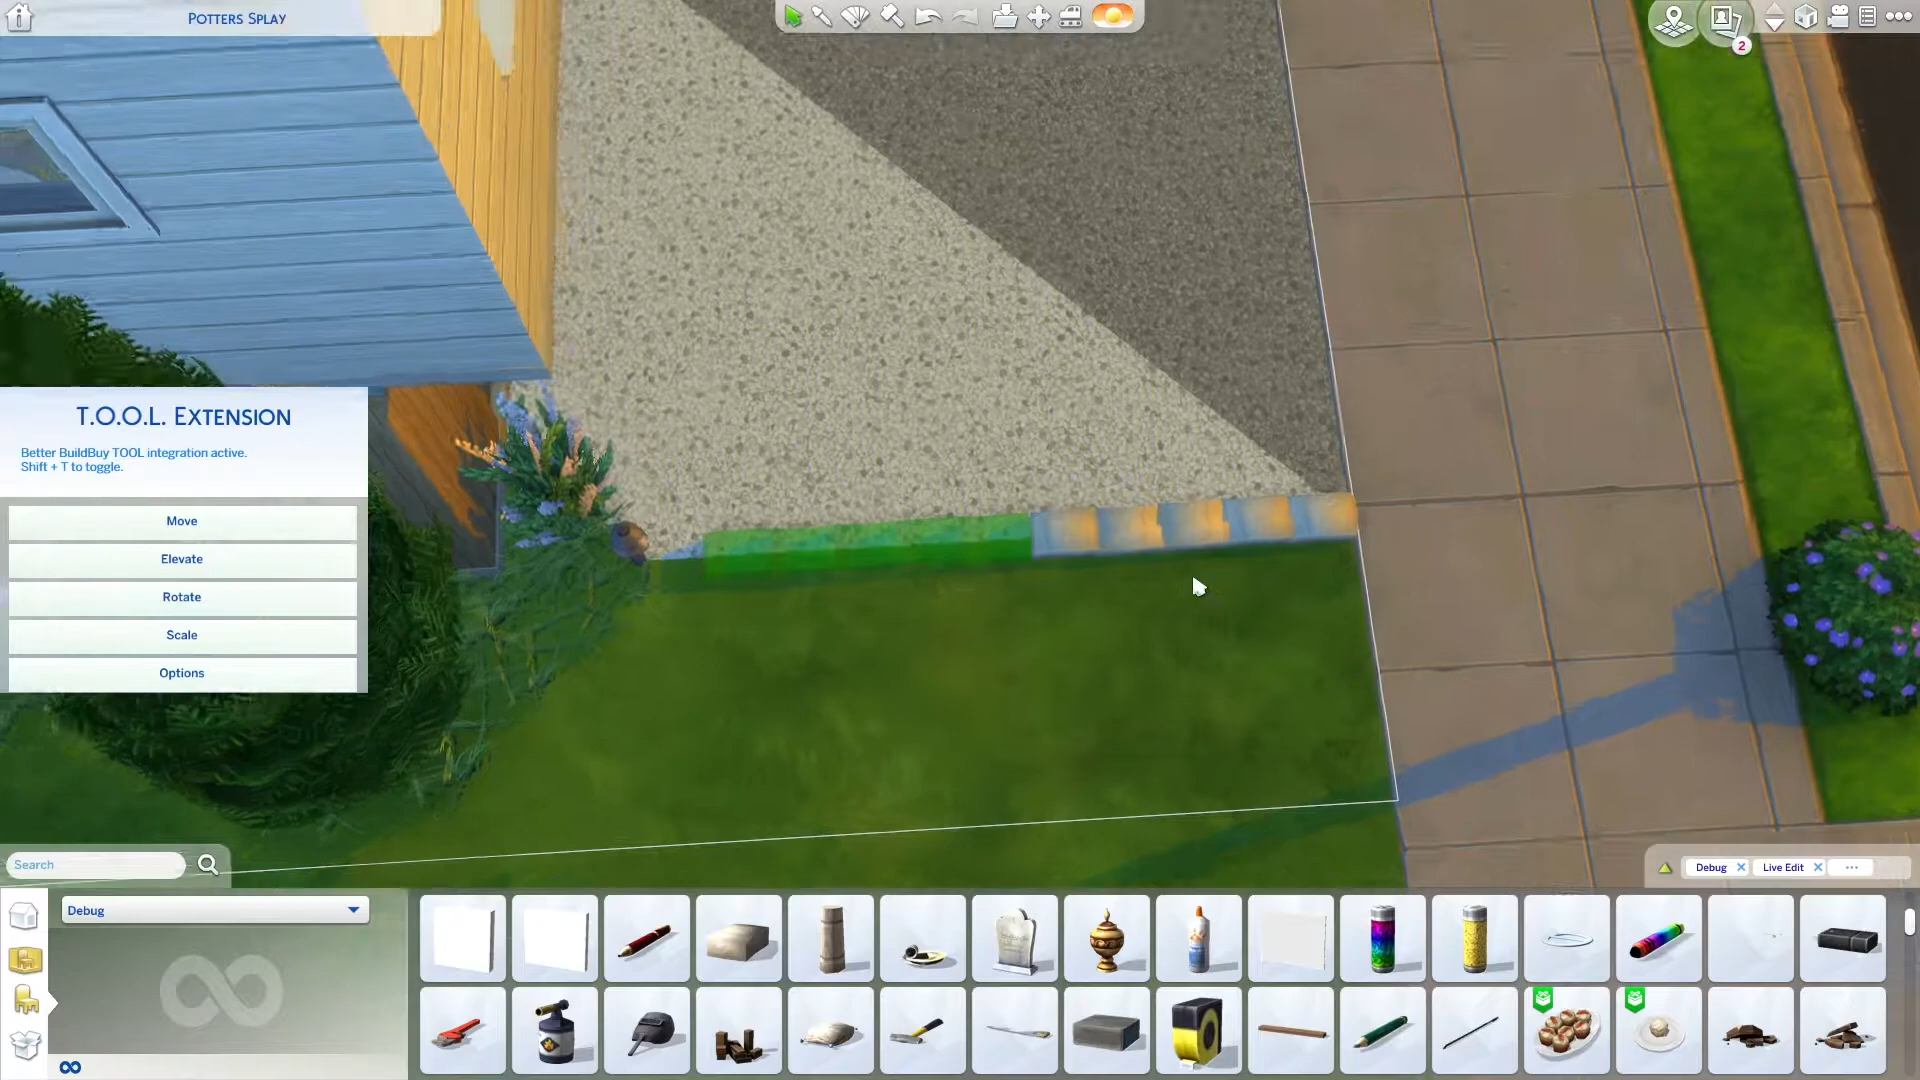 Potters Splay
2
T.O.O.L. Extension
Better BuildBuy TOOL integration active.
Shift + T to toggle.
Move
Elevate
Rotate
Scale
Options
Search
Debug
Live Edit
Debug